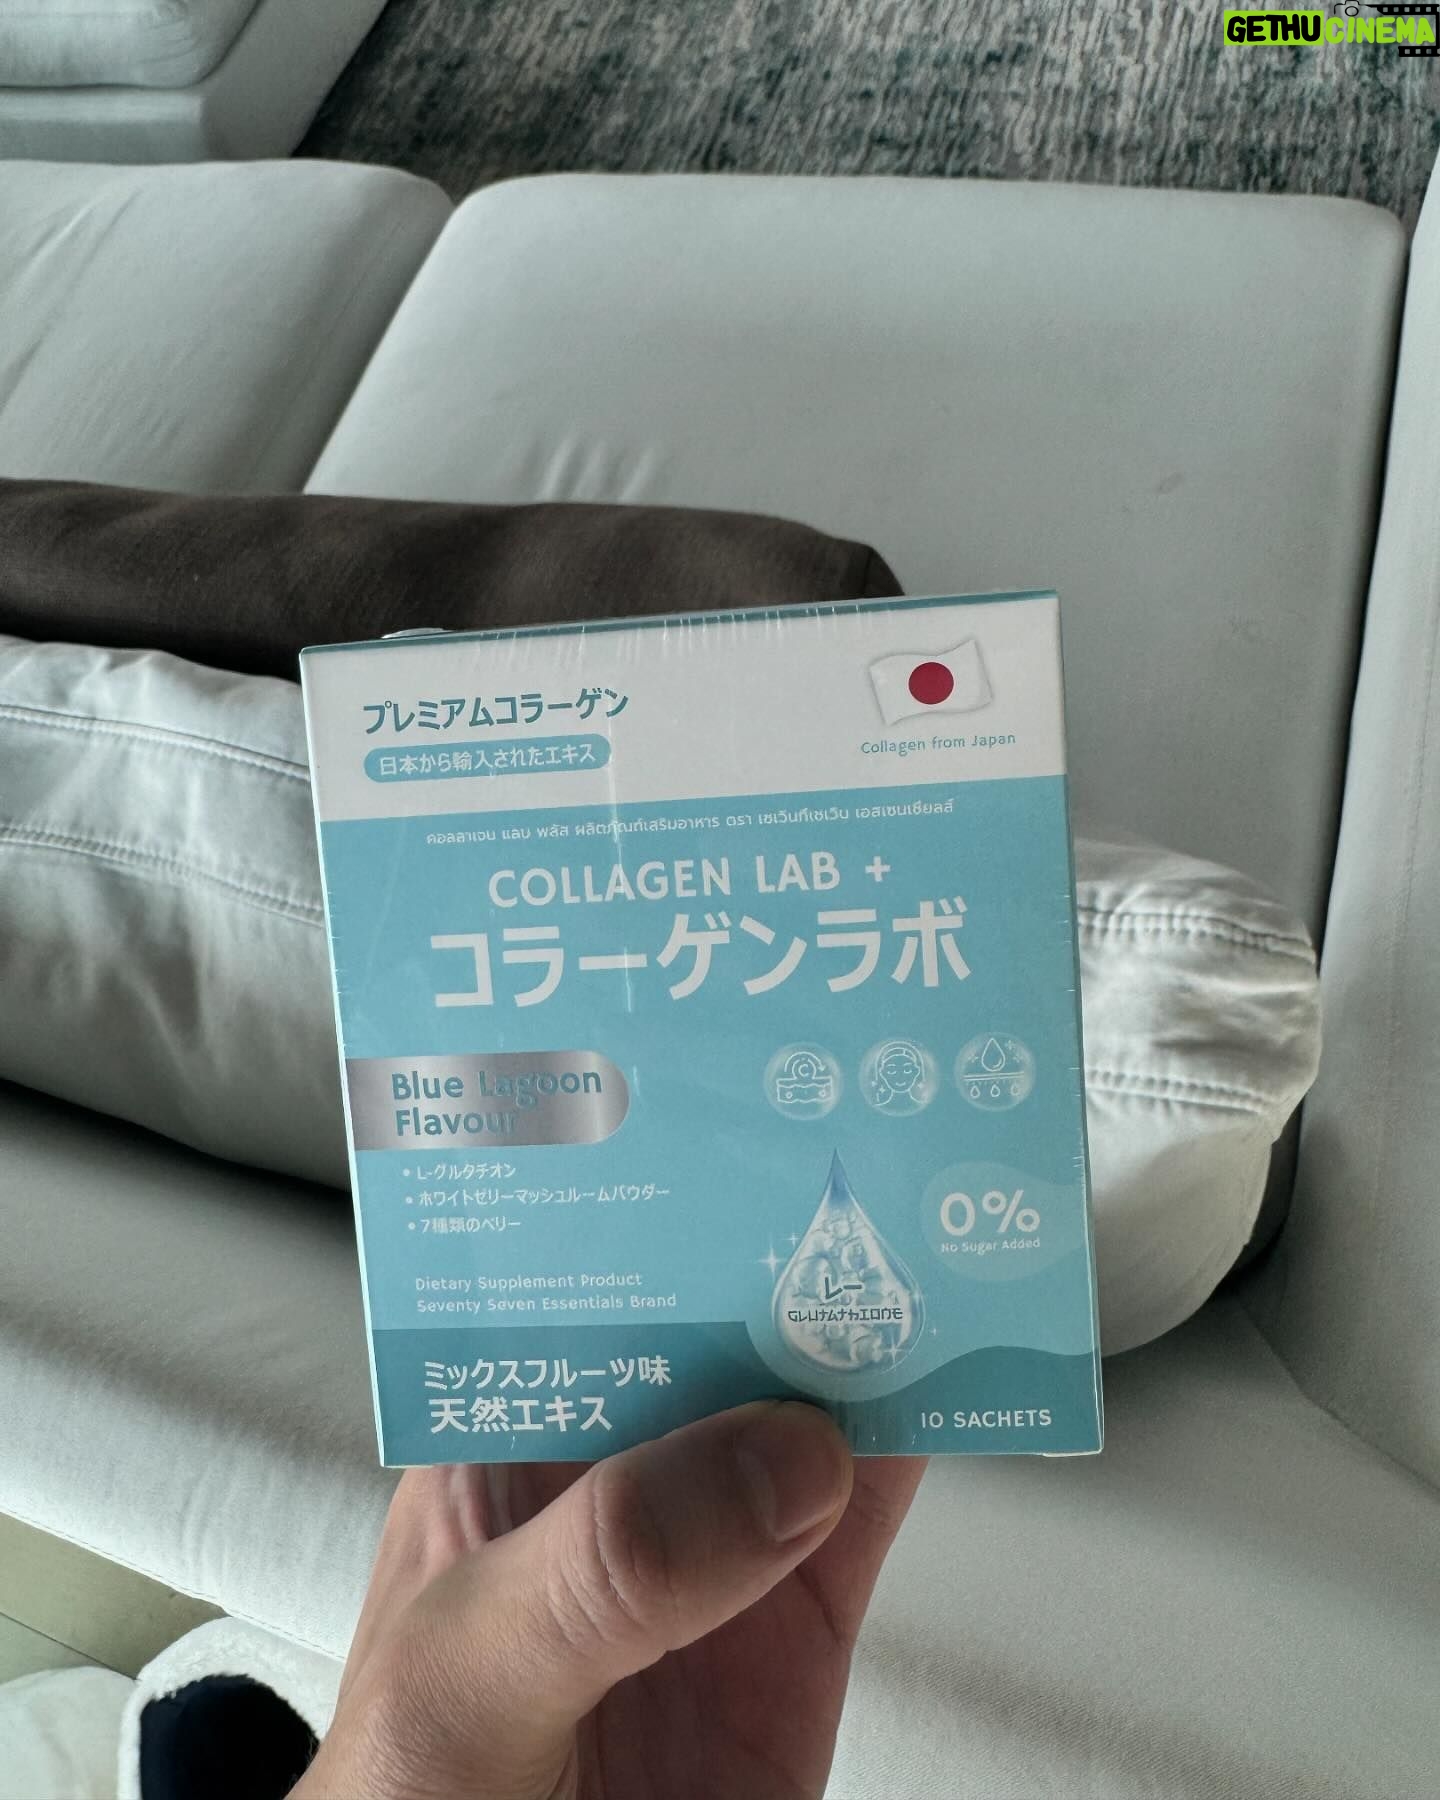 GETHUCINEMA
プレミアムコラーゲン
日本から輸入されたエキス
Collagen from Japan
คอลลาเจน แลบ พลัส ผลิตภัณฑ์เสริมอาหาร ตรา เซเว่นที่เซเว่น เอสเซนเชียลส์
COLLAGEN LAB +
コラーゲンラボ
Blue Lagoon
Flavour
• L-グルタチオン
• ホワイトゼリーマッシュルームパウダー
• 7種類のベリー
0%
No Sugar Added
Dietary Supplement Product
Seventy Seven Essentials Brand
レー
GLUTATHIONE
ミックスフルーツ味
天然エキス
10 SACHETS